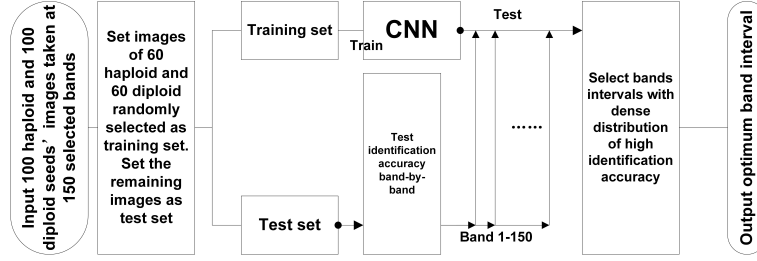 Input 100 haploid and 100
diploid seeds' images taken at
150 selected bands
Set images
of 60
haploid and
60 diploid
randomly
selected as
training set.
Set the
remaining
images as
test set
Training set
Train
CNN
Test
Test set
Test
identification
accuracy
band-by-
band
......
Band 1-150
Select bands
intervals with
dense
distribution
of high
identification
accuracy
Output optimum band interval